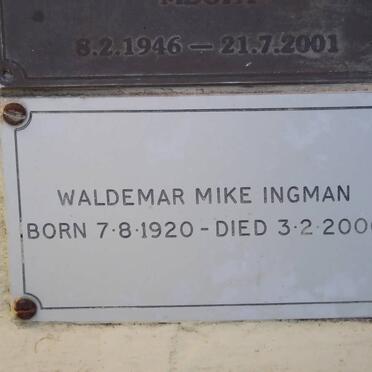 8.2.1946 — 21.7.2001
WALDEMAR MIKE INGMAN
BORN 7·8·1920 – DIED 3·2·200